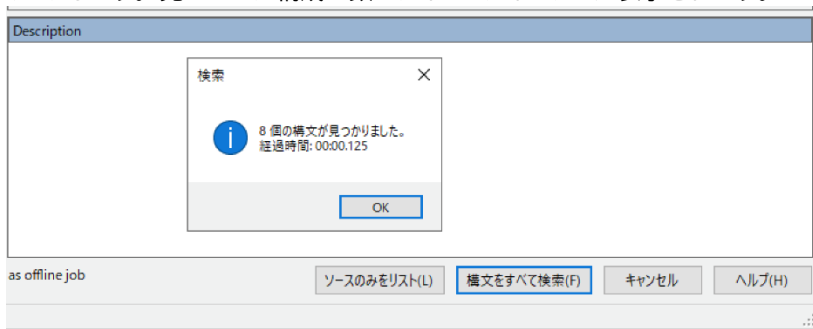 Description
検索
8 個の構文が見つかりました。
経過時間: 00:00.125
OK
as offline job
ソースのみをリスト(L)
構文をすべて検索(F)
キャンセル
ヘルプ(H)